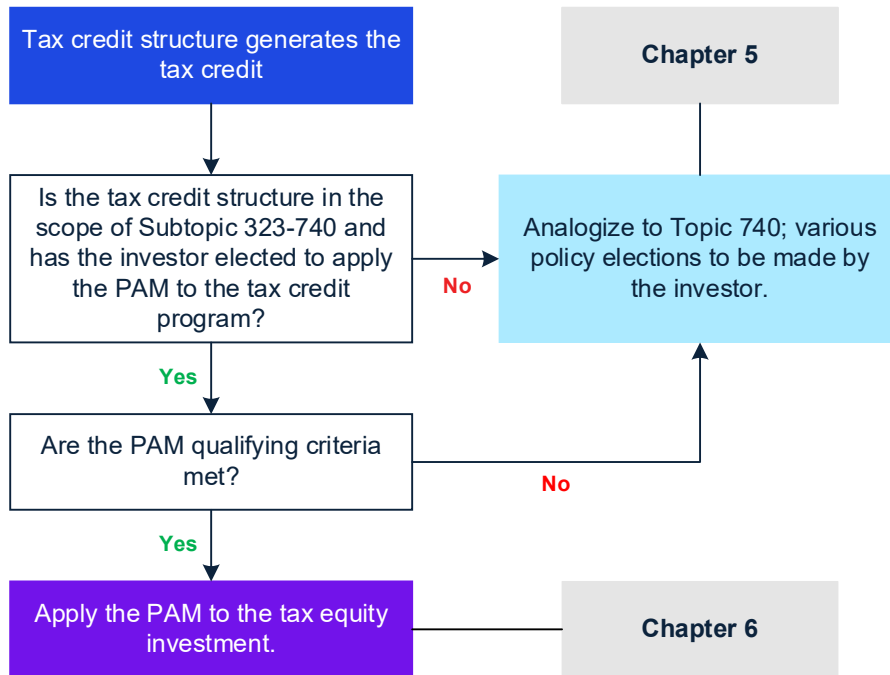 Tax credit structure generates the
tax credit
Chapter 5
Is the tax credit structure in the
scope of Subtopic 323-740 and
has the investor elected to apply
the PAM to the tax credit
program?
No
Analogize to Topic 740; various
policy elections to be made by
the investor.
Yes
Are the PAM qualifying criteria
met?
No
Yes
Apply the PAM to the tax equity
investment.
Chapter 6